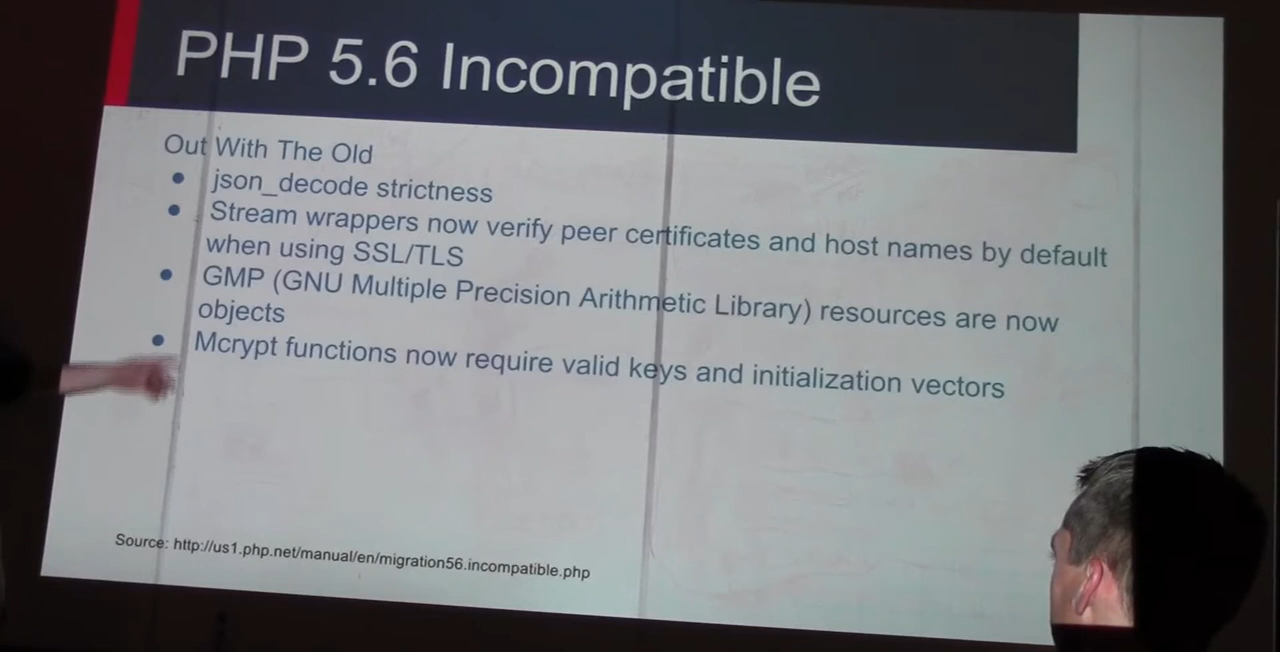 PHP 5.6 Incompatible
Out With The Old
● json_decode strictness
● Stream wrappers now verify peer certificates and host names by default
when using SSL/TLS
● GMP (GNU Multiple Precision Arithmetic Library) resources are now
objects
● Mcrypt functions now require valid keys and initialization vectors
Source: http://us1.php.net/manual/en/migration56.incompatible.php